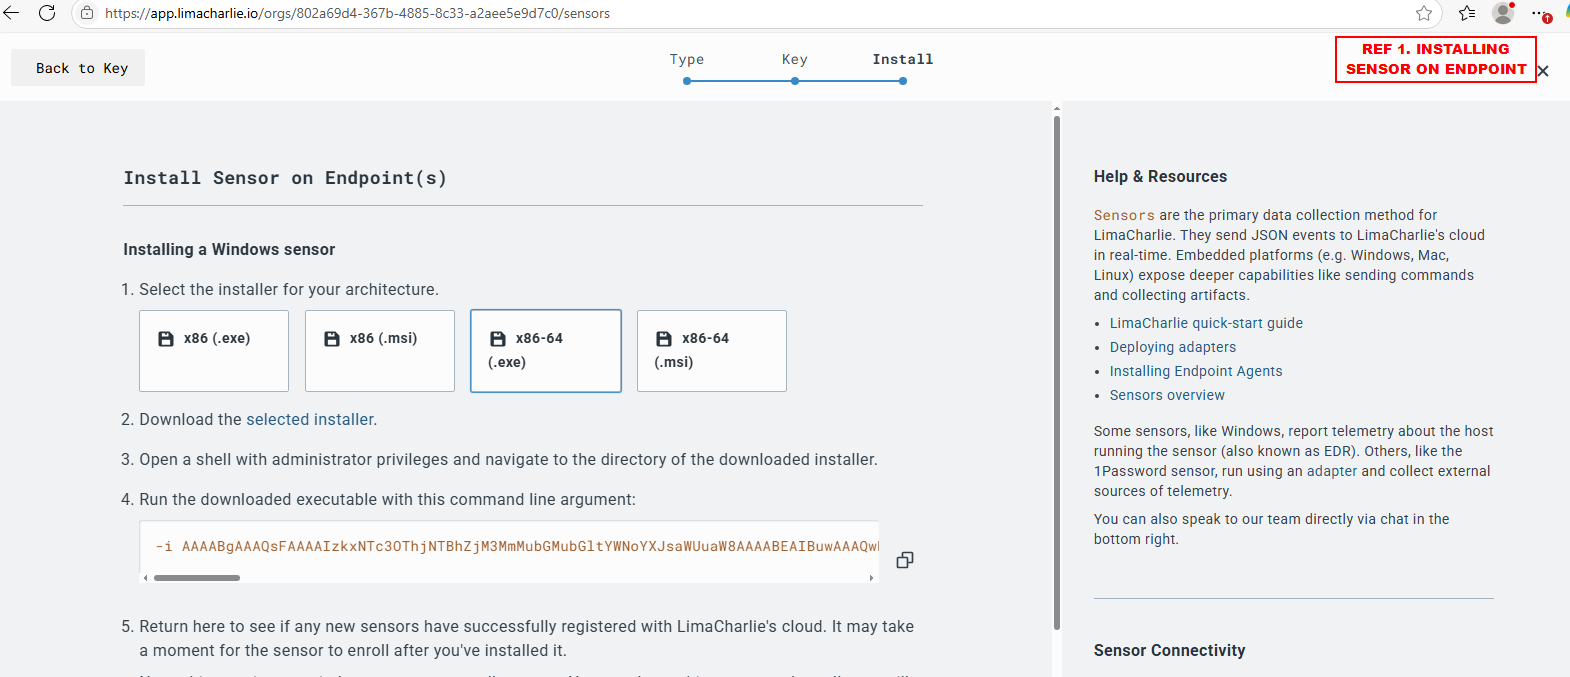 https://app.limacharlie.io/orgs/802a69d4-367b-4885-8c33-a2aee5e9d7c0/sensors
Back to Key
Type Key Install
REF 1. INSTALLING
SENSOR ON ENDPOINT
Install Sensor on Endpoint(s)
Installing a Windows sensor
1. Select the installer for your architecture.
x86 (.exe)
x86 (.msi)
x86-64
(.exe)
x86-64
(.msi)
2. Download the selected installer.
3. Open a shell with administrator privileges and navigate to the directory of the downloaded installer.
4. Run the downloaded executable with this command line argument:
-i AAAABgAAAQsFAAAAIzkxNTc3OThjNTBhZjM3MmMubGMubGltYWNoYXJsaWUuaW8AAAABEAIBuwAAAQw
5. Return here to see if any new sensors have successfully registered with LimaCharlie's cloud. It may take
a moment for the sensor to enroll after you've installed it.
Help & Resources
Sensors are the primary data collection method for
LimaCharlie. They send JSON events to LimaCharlie's cloud
in real-time. Embedded platforms (e.g. Windows, Mac,
Linux) expose deeper capabilities like sending commands
and collecting artifacts.
• LimaCharlie quick-start guide
• Deploying adapters
• Installing Endpoint Agents
• Sensors overview
Some sensors, like Windows, report telemetry about the host
running the sensor (also known as EDR). Others, like the
1Password sensor, run using an adapter and collect external
sources of telemetry.
You can also speak to our team directly via chat in the
bottom right.
Sensor Connectivity